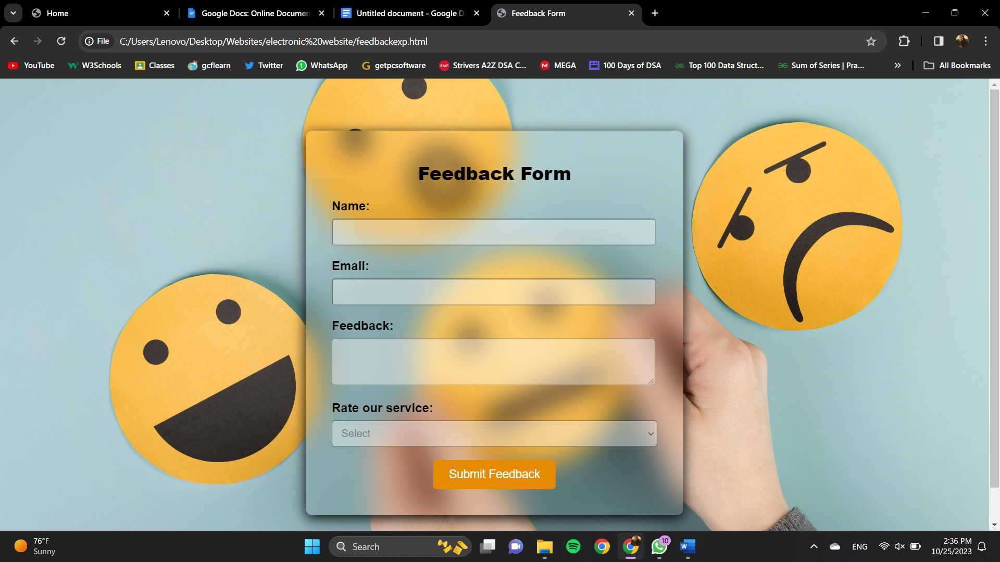 Home
Google Docs: Online Documen
Untitled document - Google D
Feedback Form
File
C:/Users/Lenovo/Desktop/Websites/electronic%20website/feedbackexp.html
YouTube
W3Schools
Classes
gcflearn
Twitter
WhatsApp
getpcsoftware
TUF
Strivers A2Z DSA C...
MEGA
100 Days of DSA
Top 100 Data Struct...
Sum of Series | Pra...
All Bookmarks
Feedback Form
Name:
Email:
Feedback:
Rate our service:
Select
Submit Feedback
76°F
Sunny
Search
10
ENG
2:36 PM
10/25/2023